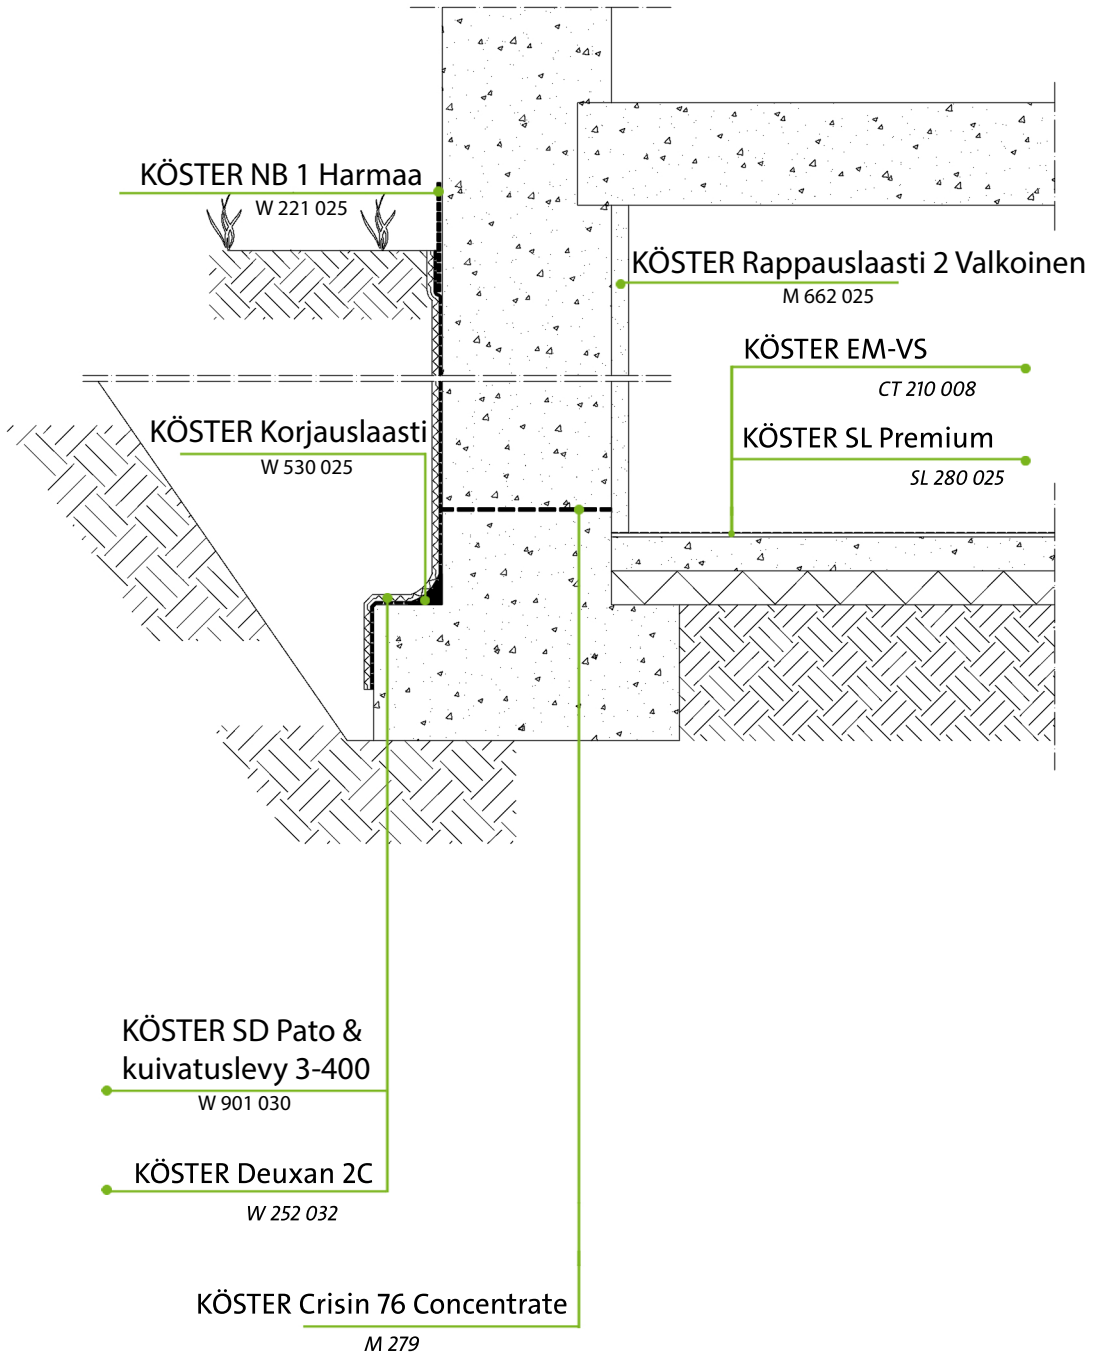 KÖSTER NB 1 Harmaa
W 221 025
KÖSTER Rappauslaasti 2 Valkoinen
M 662 025
KÖSTER EM-VS
CT 210 008
KÖSTER Korjauslaasti
W 530 025
KÖSTER SL Premium
SL 280 025
KÖSTER SD Pato &
kuivatuslevy 3-400
W 901 030
KÖSTER Deuxan 2C
W 252 032
KÖSTER Crisin 76 Concentrate
M 279